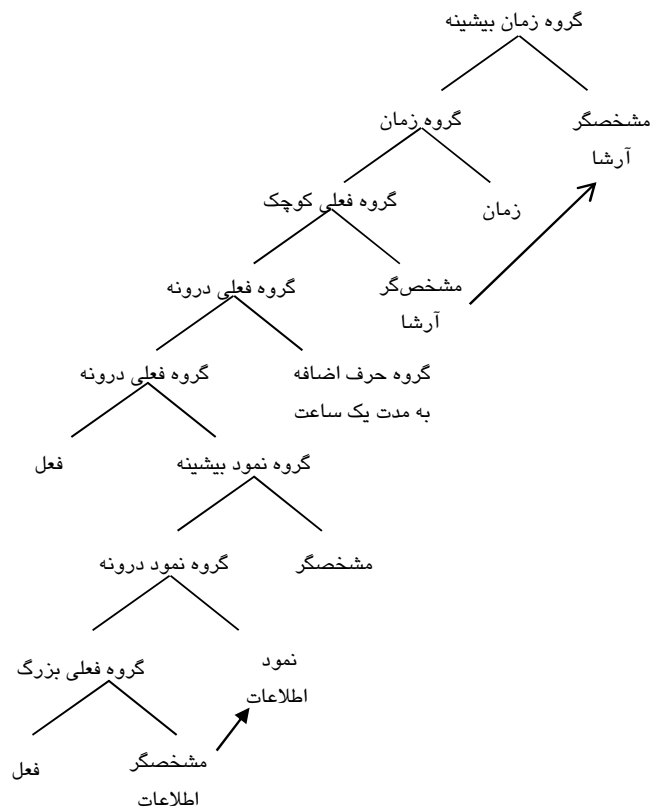 گروه زمان بیشینه
مشخصگر
گروه زمان
آرشا
زمان
گروه فعلی کوچک
مشخص‌گر
گروه فعلی درونه
آرشا
گروه حرف اضافه
گروه فعلی درونه
به مدت یک ساعت
گروه نمود بیشینه
فعل
مشخصگر
گروه نمود درونه
نمود
گروه فعلی بزرگ
اطلاعات
مشخصگر
فعل
اطلاعات